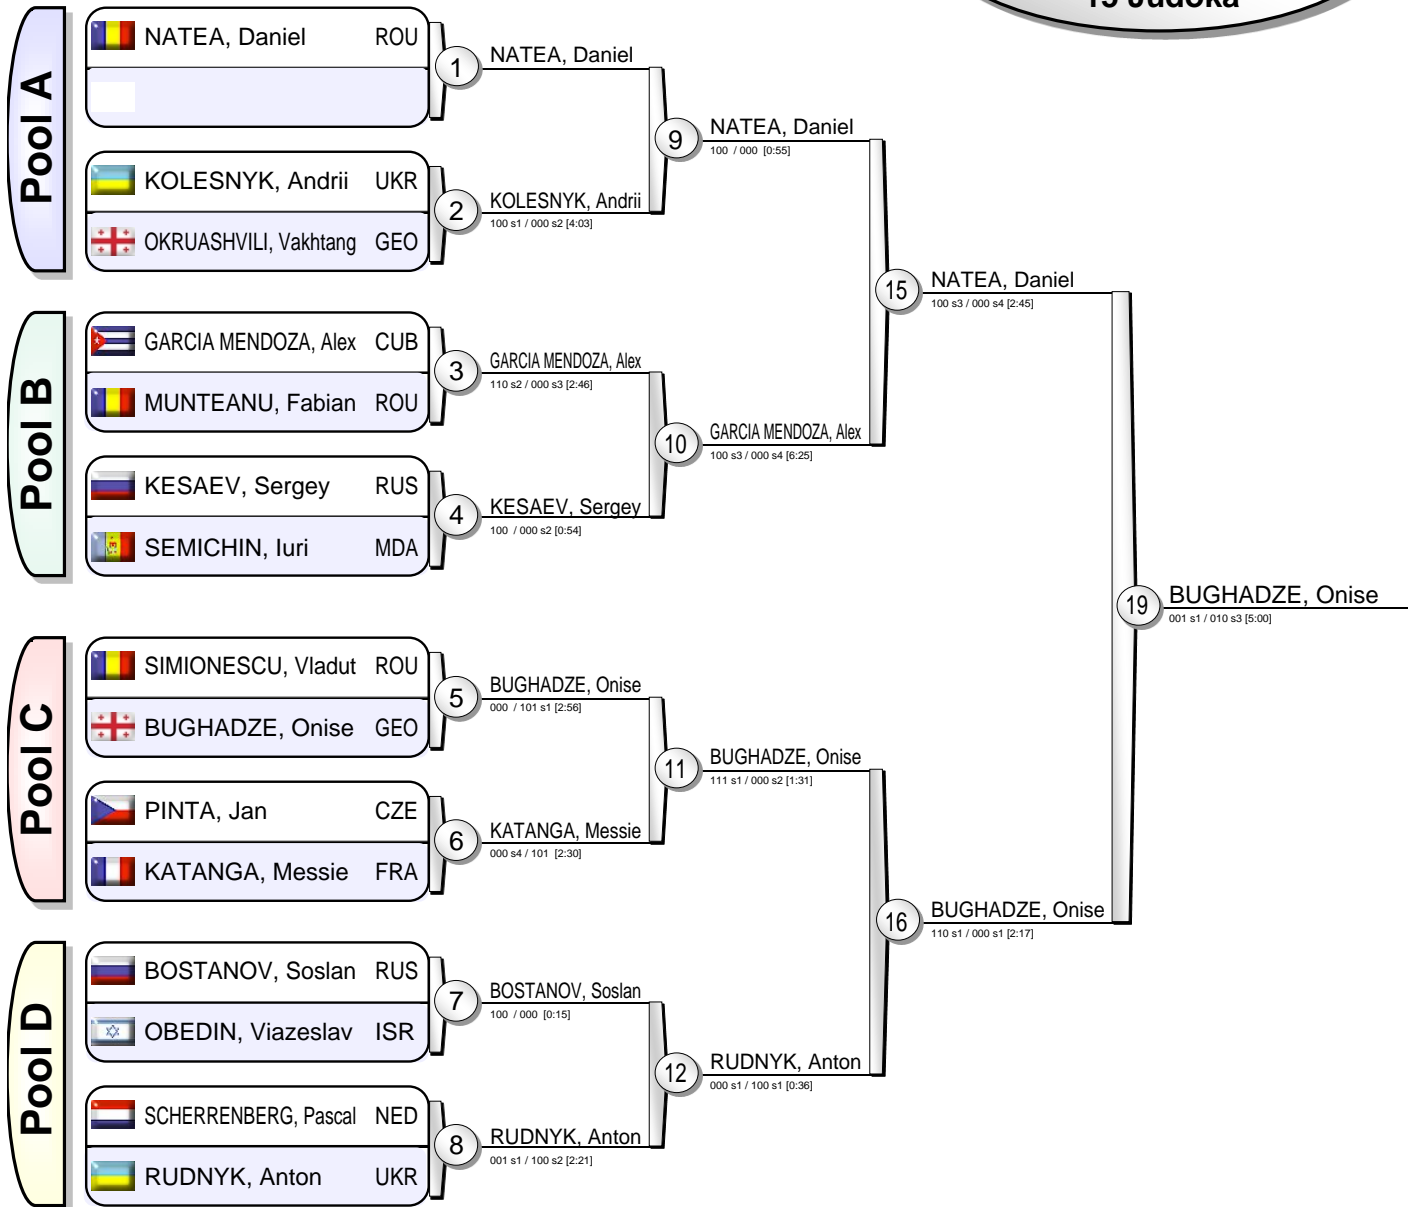 15 Judoka
Pool A
NATEA, Daniel ROU
1
NATEA, Daniel
KOLESNYK, Andrii UKR
OKRUASHVILI, Vakhtang GEO
2
KOLESNYK, Andrii
100 s1 / 000 s2 [4:03]
9
NATEA, Daniel
100 / 000 [0:55]
Pool B
GARCIA MENDOZA, Alex CUB
MUNTEANU, Fabian ROU
3
GARCIA MENDOZA, Alex
110 s2 / 000 s3 [2:46]
KESAEV, Sergey RUS
SEMICHIN, Iuri MDA
4
KESAEV, Sergey
100 / 000 s2 [0:54]
10
GARCIA MENDOZA, Alex
100 s3 / 000 s4 [6:25]
15
NATEA, Daniel
100 s3 / 000 s4 [2:45]
Pool C
SIMIONESCU, Vladut ROU
BUGHADZE, Onise GEO
5
BUGHADZE, Onise
000 / 101 s1 [2:56]
PINTA, Jan CZE
KATANGA, Messie FRA
6
KATANGA, Messie
000 s4 / 101 [2:30]
11
BUGHADZE, Onise
111 s1 / 000 s2 [1:31]
Pool D
BOSTANOV, Soslan RUS
OBEDIN, Viazeslav ISR
7
BOSTANOV, Soslan
100 / 000 [0:15]
SCHERRENBERG, Pascal NED
RUDNYK, Anton UKR
8
RUDNYK, Anton
001 s1 / 100 s2 [2:21]
12
RUDNYK, Anton
000 s1 / 100 s1 [0:36]
16
BUGHADZE, Onise
110 s1 / 000 s1 [2:17]
19
BUGHADZE, Onise
001 s1 / 010 s3 [5:00]